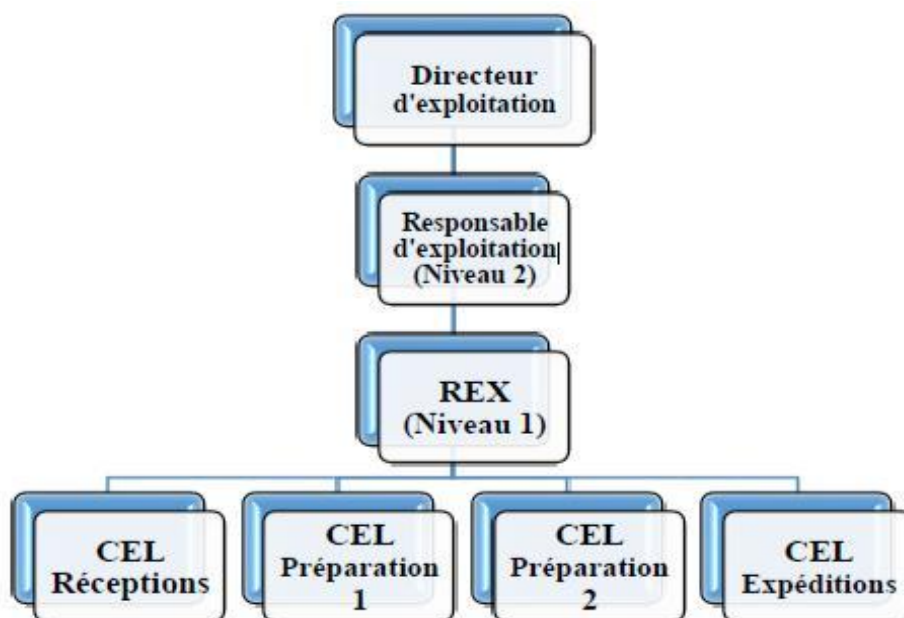 Directeur
d'exploitation
Responsable
d'exploitation
(Niveau 2)
REX
(Niveau 1)
CEL
Réceptions
CEL
Préparation
1
CEL
Préparation
2
CEL
Expéditions